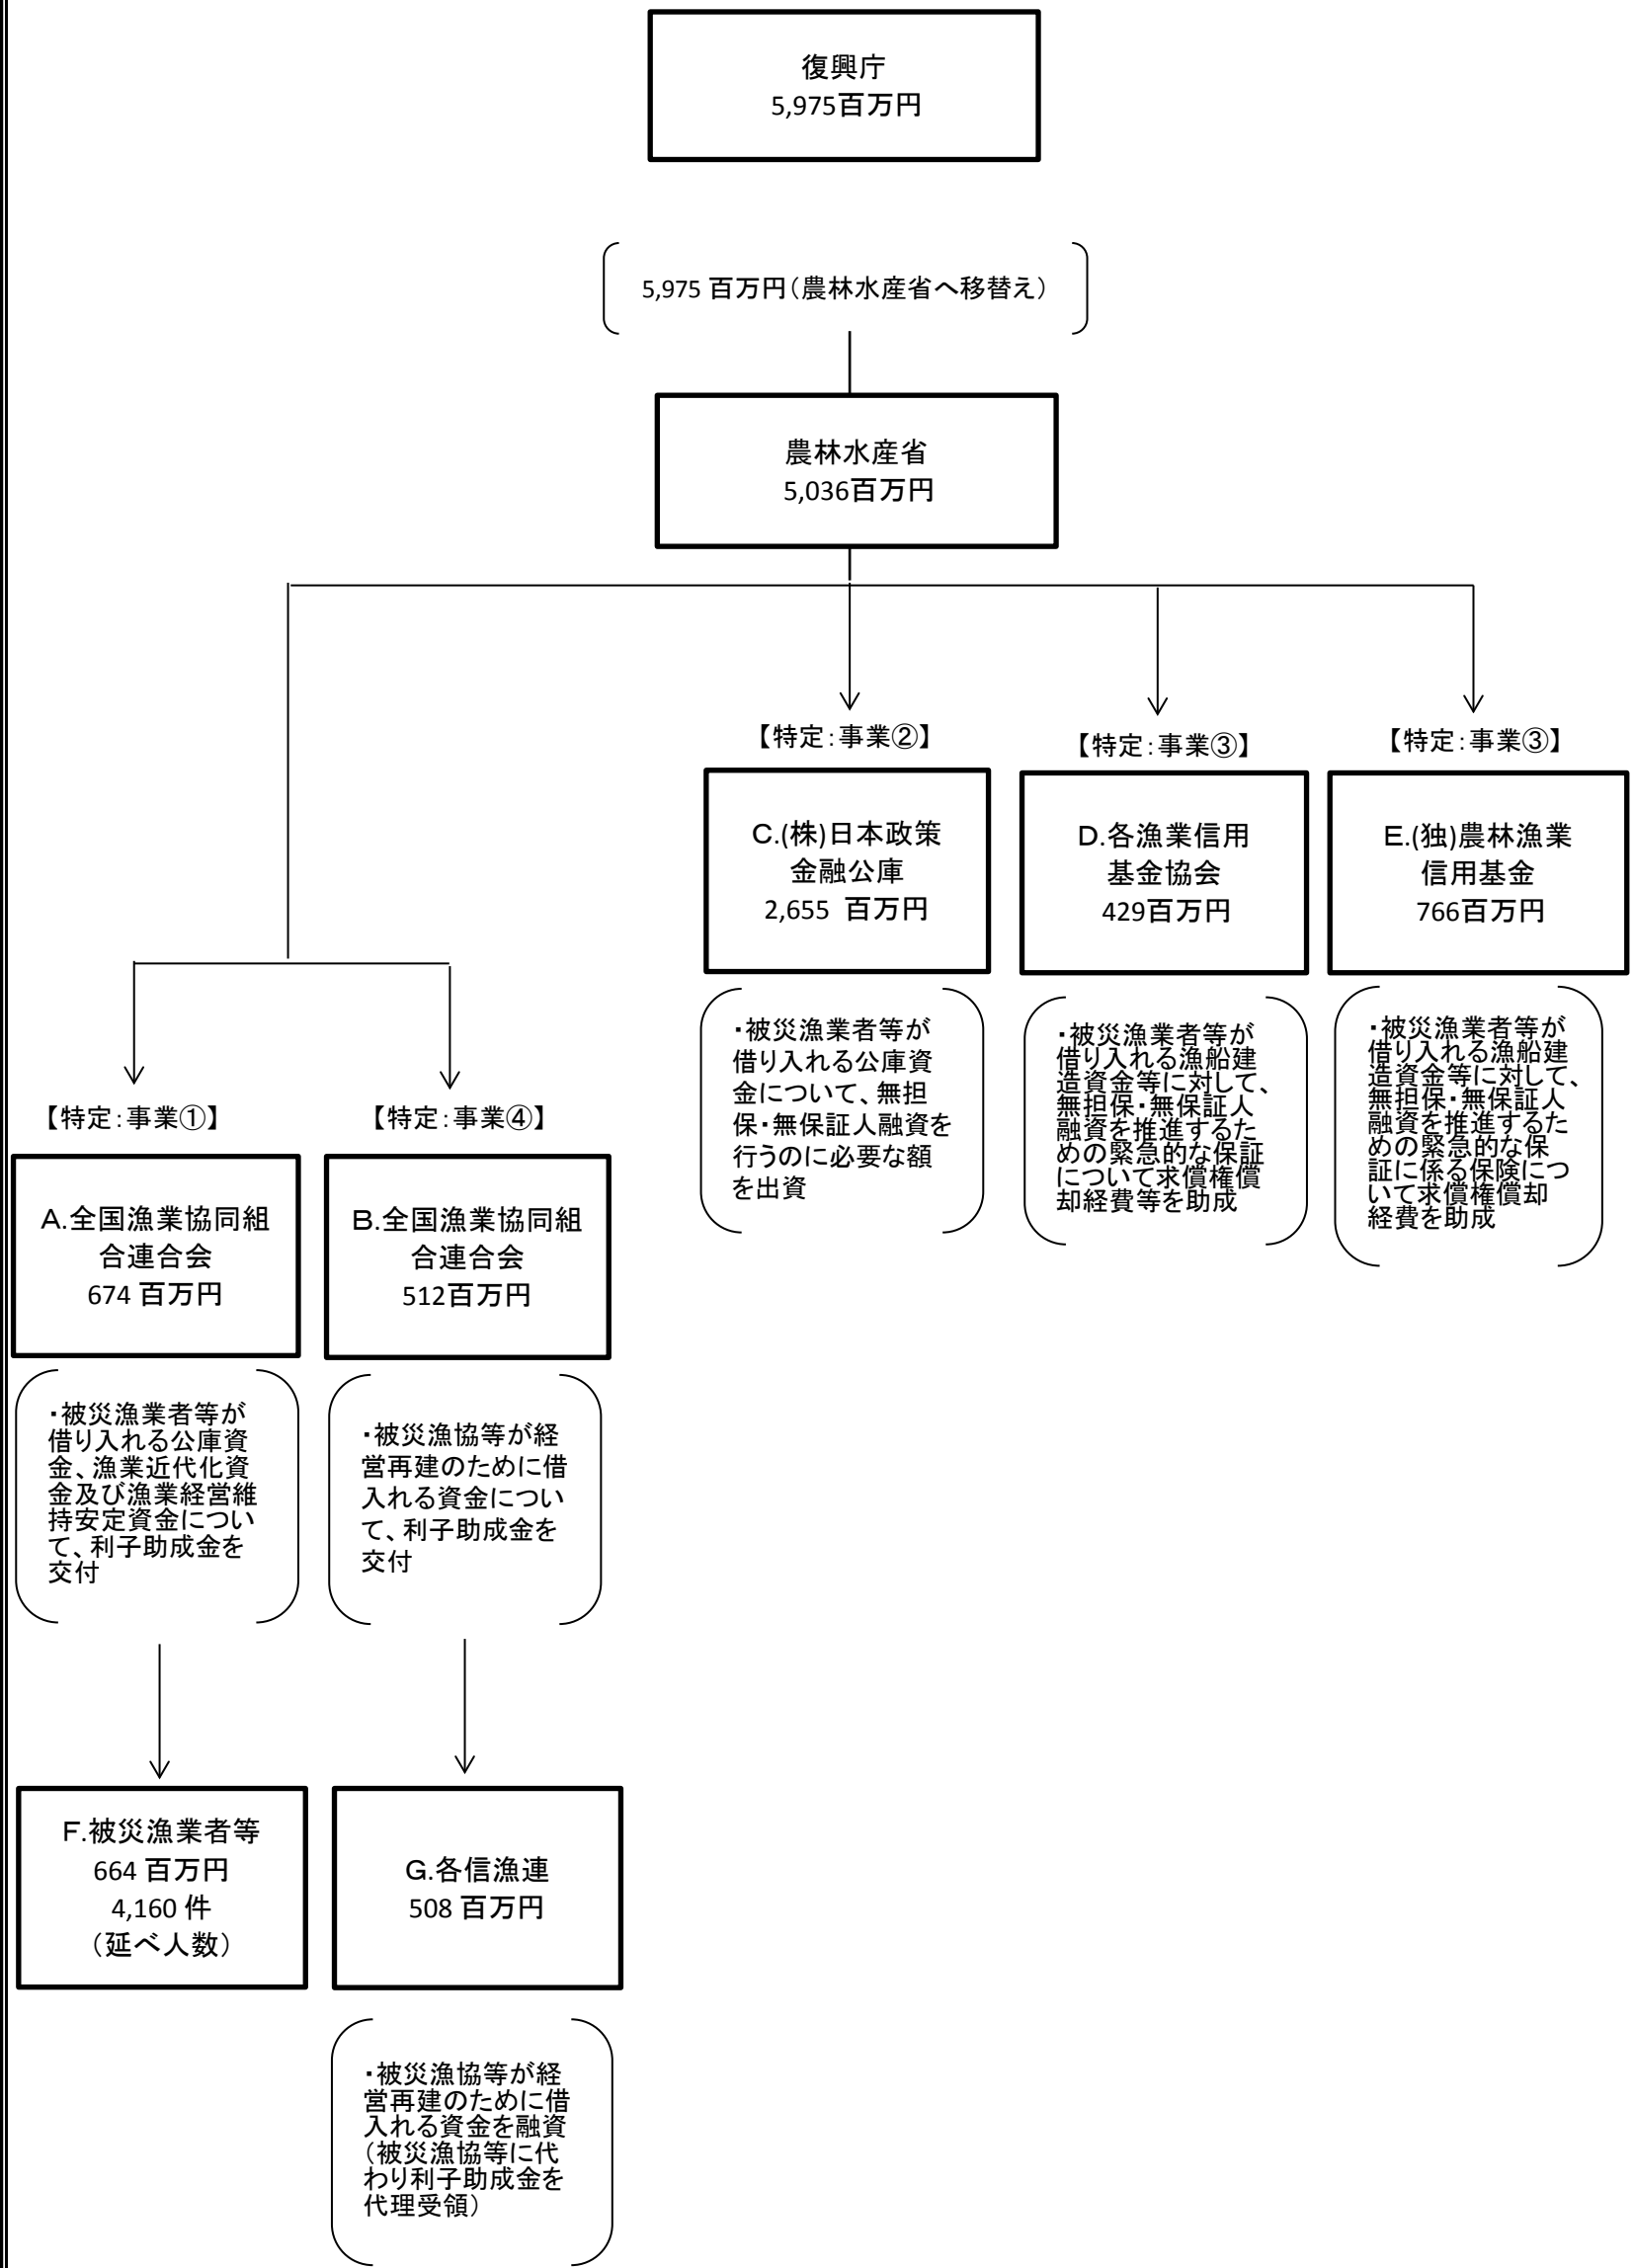 復興庁
5,975百万円
5,975 百万円（農林水産省へ移替え）
農林水産省
5,036百万円
【特定：事業②】
C.(株)日本政策
金融公庫
2,655 百万円
・被災漁業者等が
借り入れる公庫資
金について、無担
保・無保証人融資を
行うのに必要な額
を出資
【特定：事業③】
D.各漁業信用
基金協会
429百万円
・被災漁業者等が
借り入れる漁船建
造資金等に対して、
無担保・無保証人
融資を推進するた
めの緊急的な保証
について求償権償
却経費等を助成
【特定：事業③】
E.(独)農林漁業
信用基金
766百万円
・被災漁業者等が
借り入れる漁船建
造資金等に対して、
無担保・無保証人
融資を推進するた
めの緊急的な保
証に係る保険につ
いて求償権償却
経費を助成
【特定：事業①】
A.全国漁業協同組
合連合会
674 百万円
・被災漁業者等が
借り入れる公庫資
金、漁業近代化資
金及び漁業経営維
持安定資金につい
て、利子助成金を
交付
【特定：事業④】
B.全国漁業協同組
合連合会
512百万円
・被災漁協等が経
営再建のために借
入れる資金につい
て、利子助成金を
交付
F.被災漁業者等
664 百万円
4,160 件
（延べ人数）
G.各信漁連
508 百万円
・被災漁協等が経
営再建のために借
入れる資金を融資
（被災漁協等に代
わり利子助成金を
代理受領）